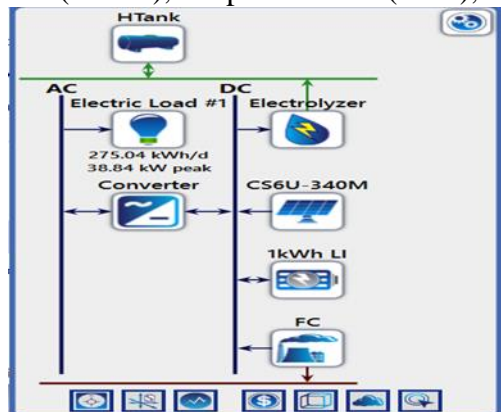 HTank
AC DC
Electric Load #1 Electrolyzer
275.04 kWh/d
38.84 kW peak
Converter CS6U-340M
1kWh LI
FC